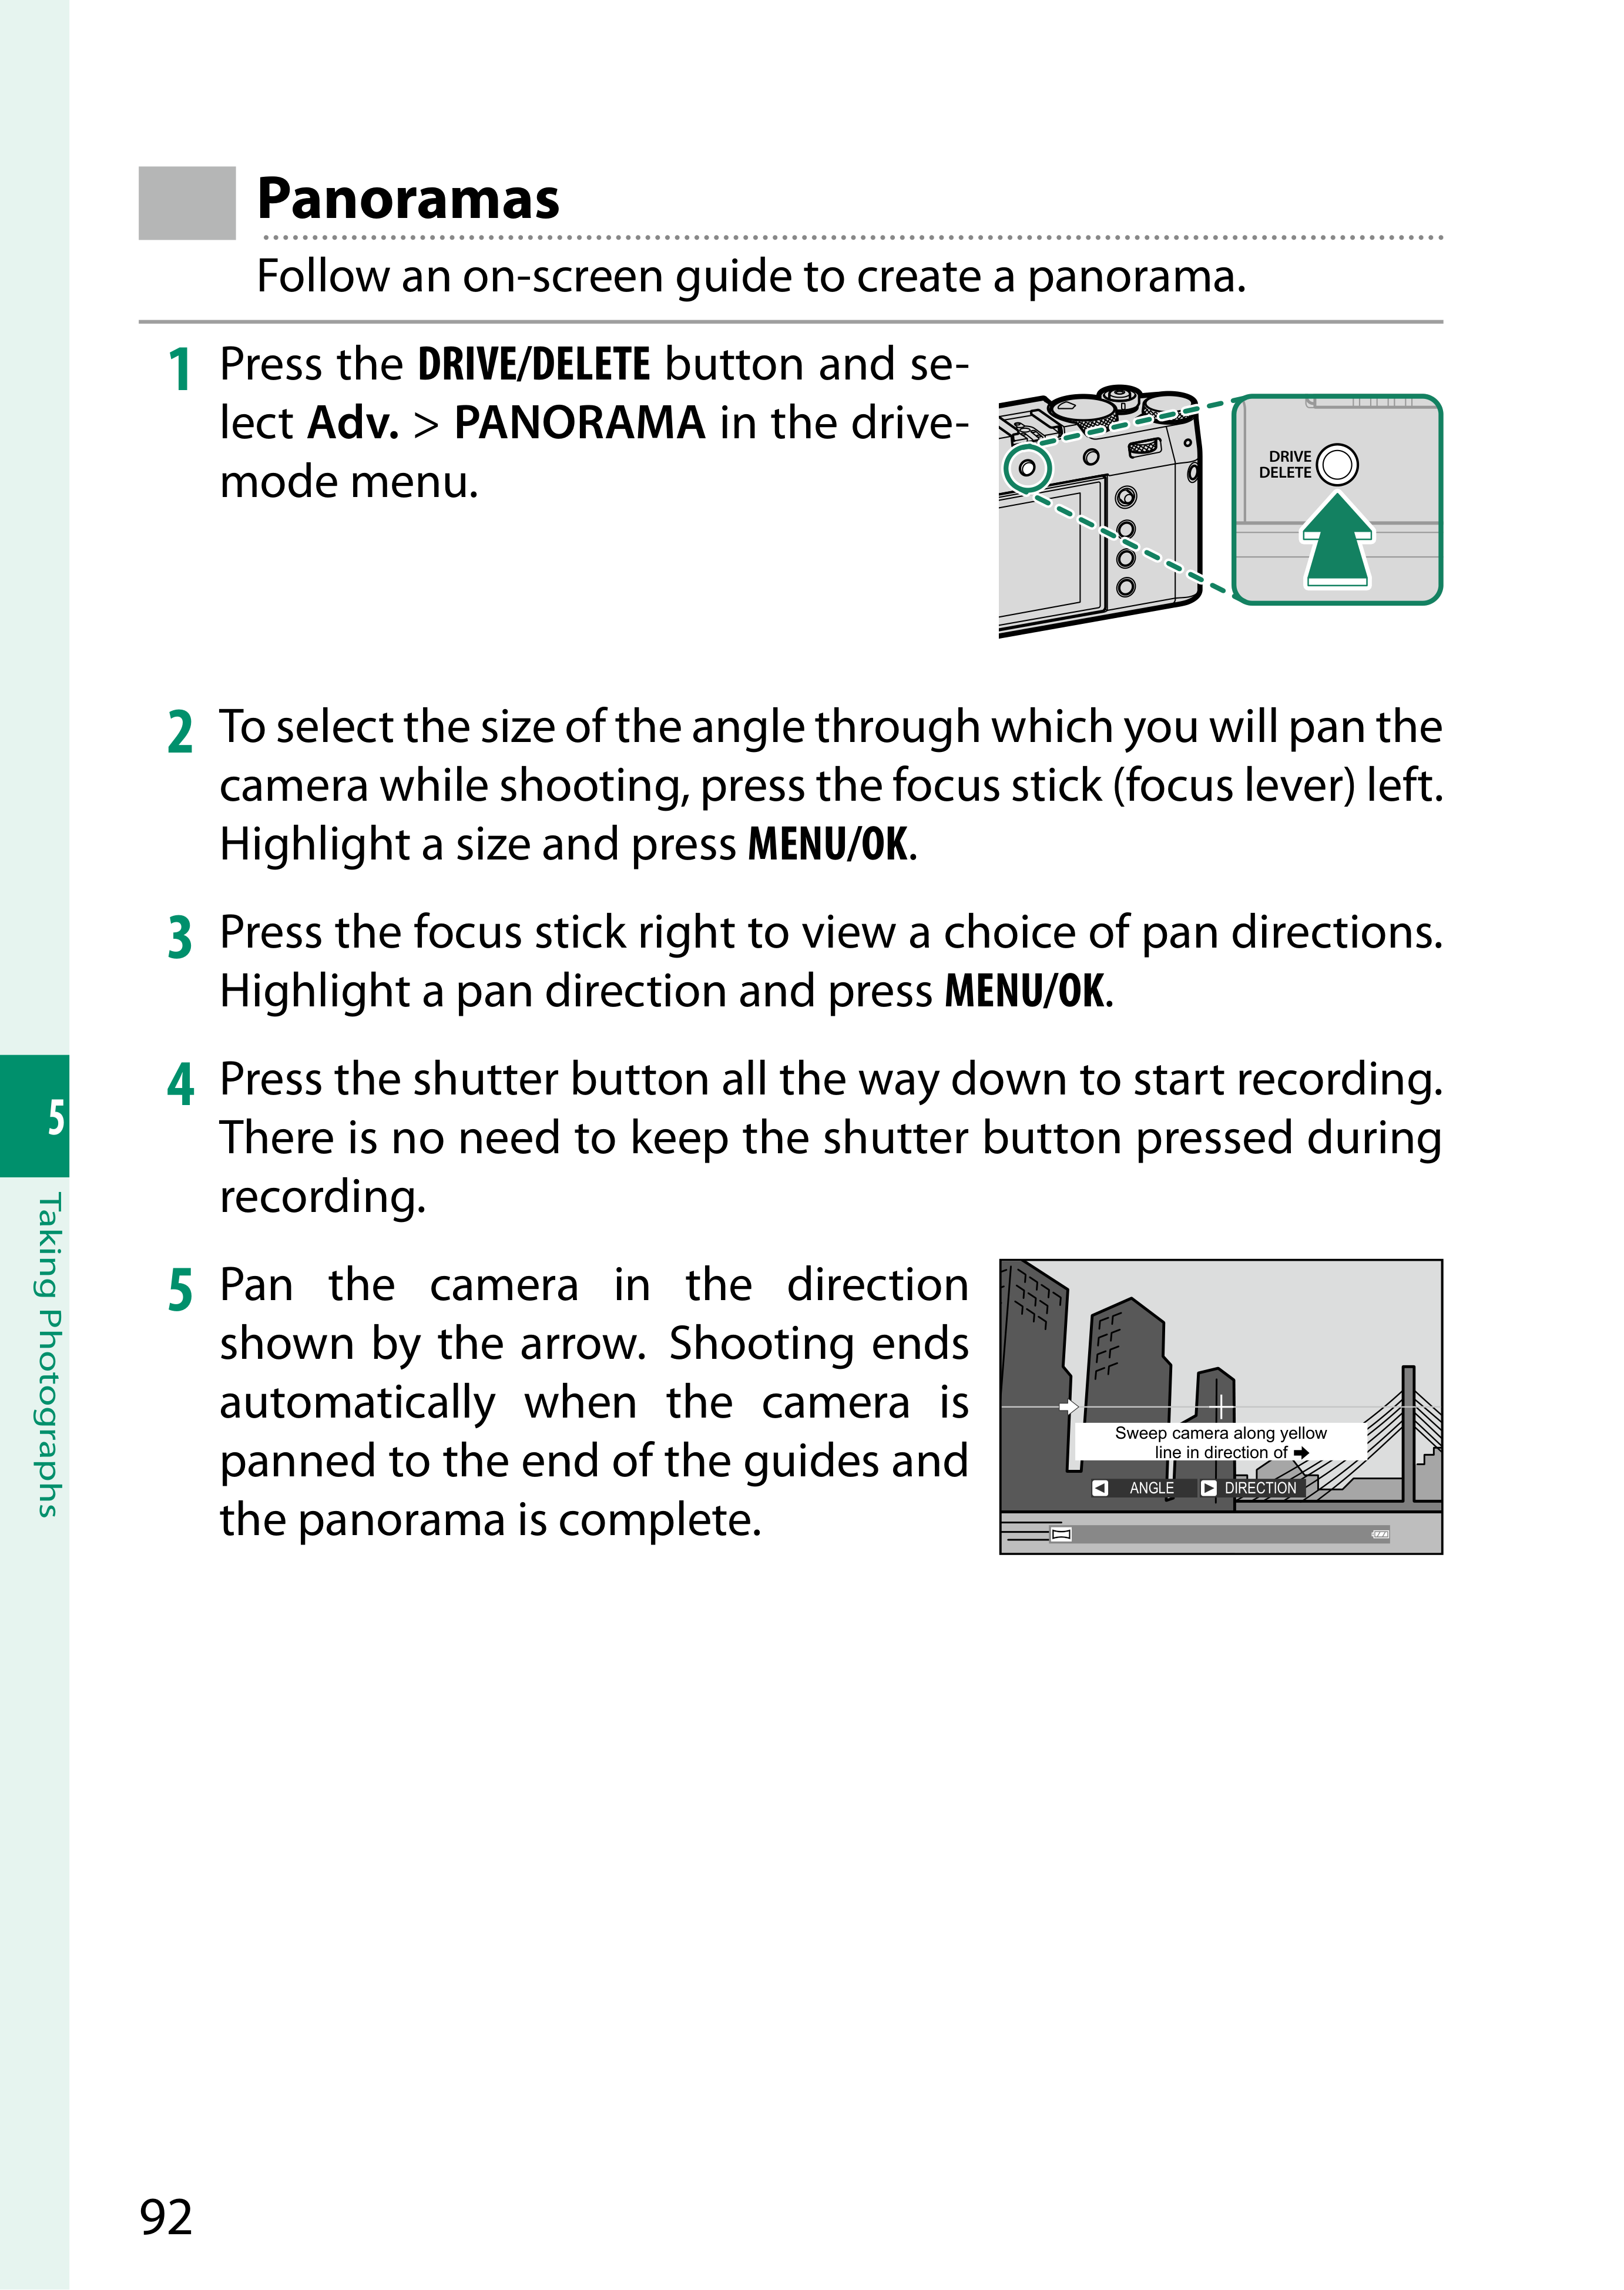 Panoramas
Follow an on-screen guide to create a panorama.
1 Press the DRIVE/DELETE button and se-
lect Adv. > PANORAMA in the drive-
mode menu.
DRIVE
DELETE
2 To select the size of the angle through which you will pan the
camera while shooting, press the focus stick (focus lever) left.
Highlight a size and press MENU/OK.
3 Press the focus stick right to view a choice of pan directions.
Highlight a pan direction and press MENU/OK.
4 Press the shutter button all the way down to start recording.
There is no need to keep the shutter button pressed during
recording.
5 Pan the camera in the direction
shown by the arrow. Shooting ends
automatically when the camera is
panned to the end of the guides and
the panorama is complete.
Sweep camera along yellow
line in direction of
ANGLE DIRECTION
5
Taking Photographs
92